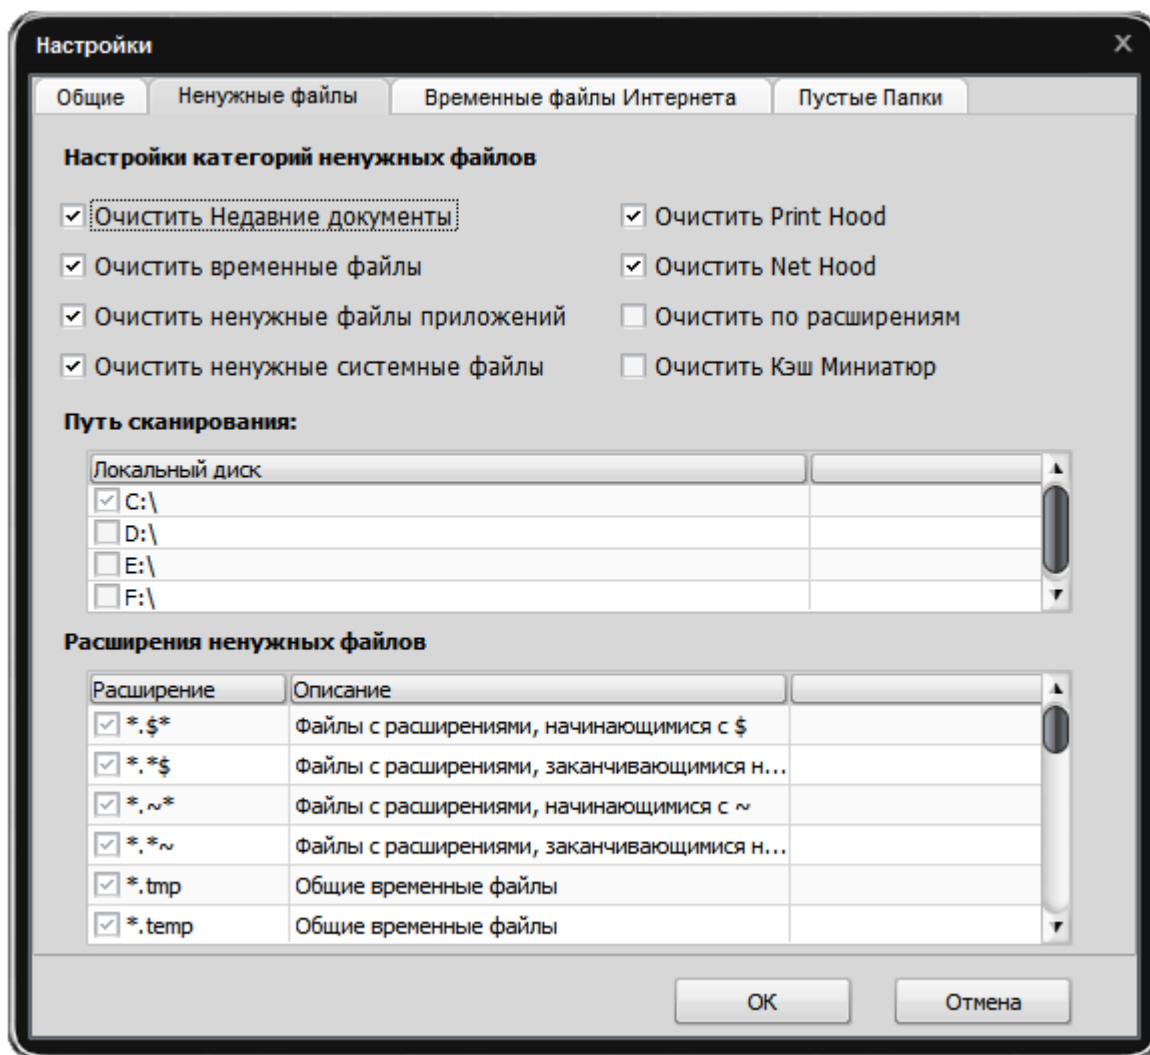 Настройки X
Общие Ненужные файлы Временные файлы Интернета Пустые Папки
Настройки категорий ненужных файлов
Очистить Недавние документы Очистить Print Hood
Очистить временные файлы Очистить Net Hood
Очистить ненужные файлы приложений Очистить по расширениям
Очистить ненужные системные файлы Очистить Кэш Миниатюр
Путь сканирования:
Локальный диск
C:\
D:\
E:\
F:\
Расширения ненужных файлов
Расширение Описание
*.$* Файлы с расширениями, начинающимися с $
*.*$ Файлы с расширениями, заканчивающимися н...
*.~* Файлы с расширениями, начинающимися с ~
*.*~ Файлы с расширениями, заканчивающимися н...
*.tmp Общие временные файлы
*.temp Общие временные файлы
OK Отмена